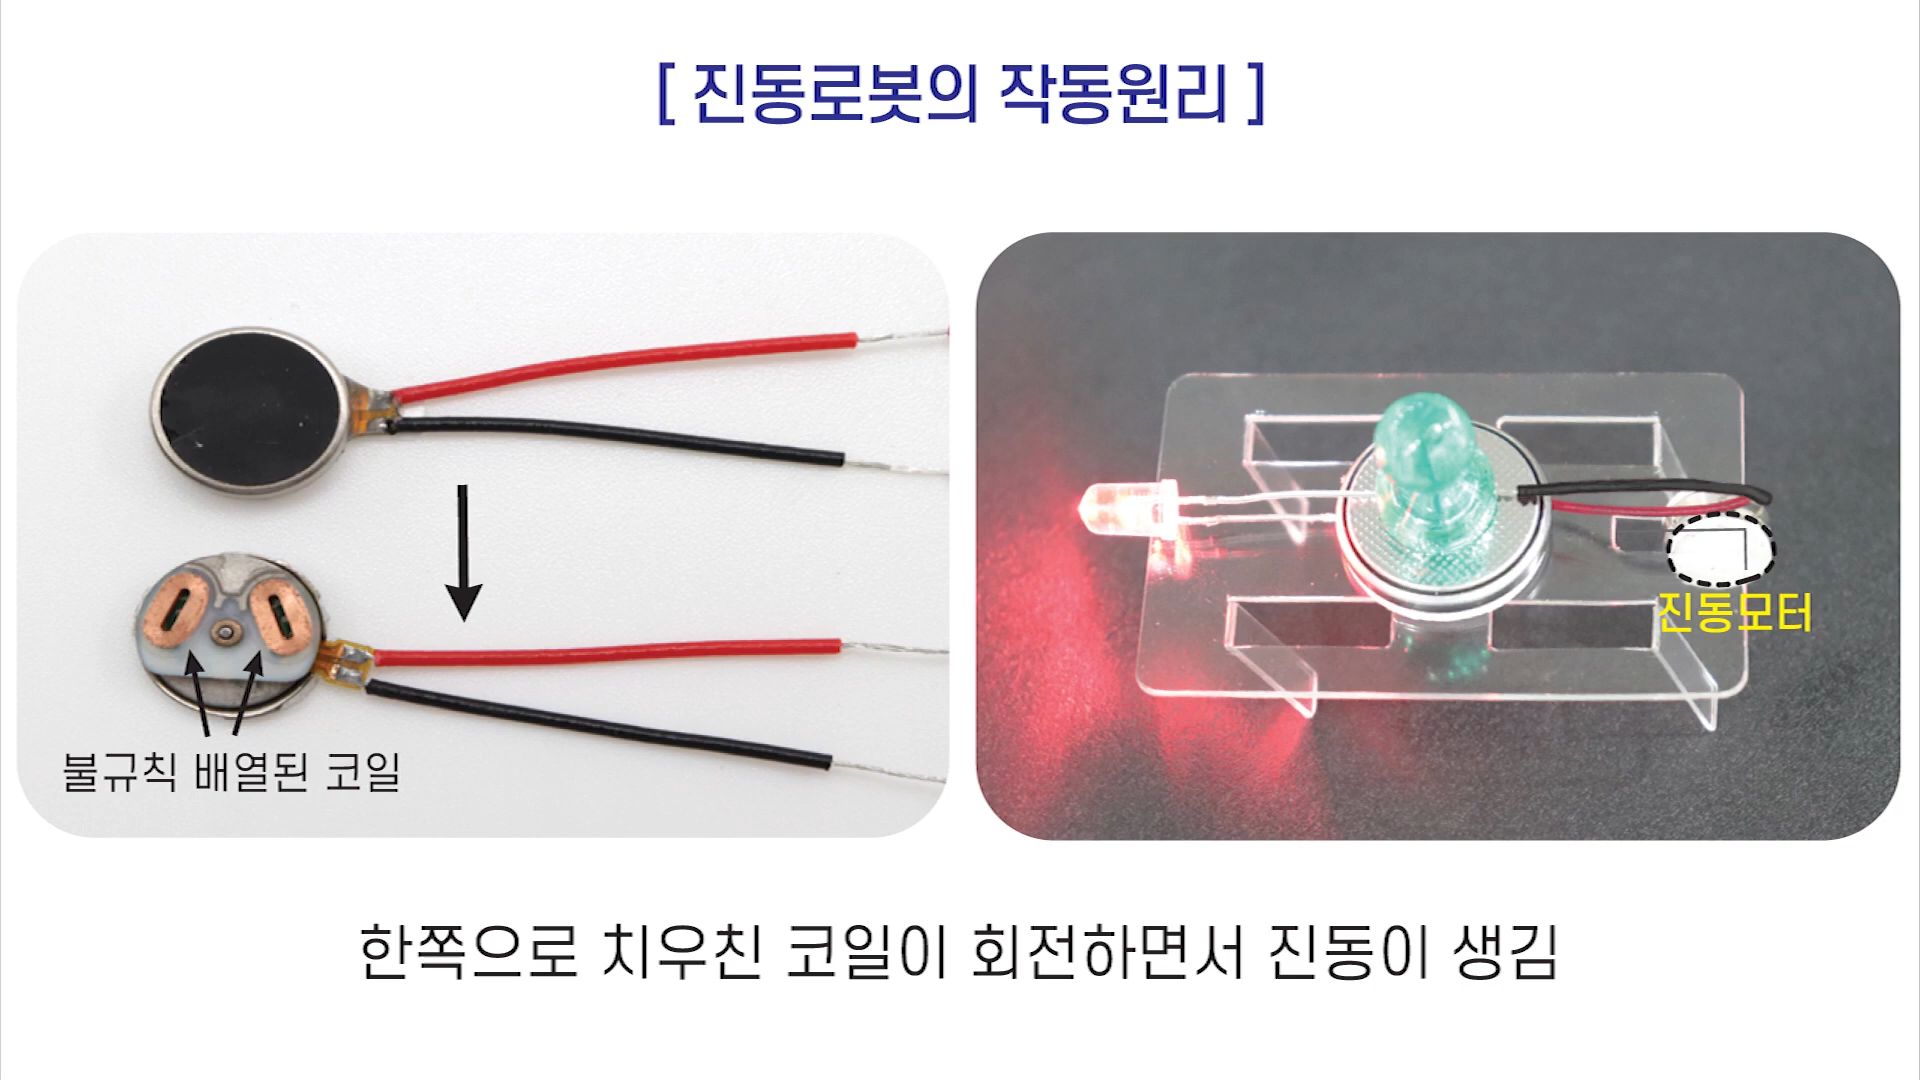 [ 진동로봇의 작동원리 ]
불규칙 배열된 코일
진동모터
한쪽으로 치우친 코일이 회전하면서 진동이 생김